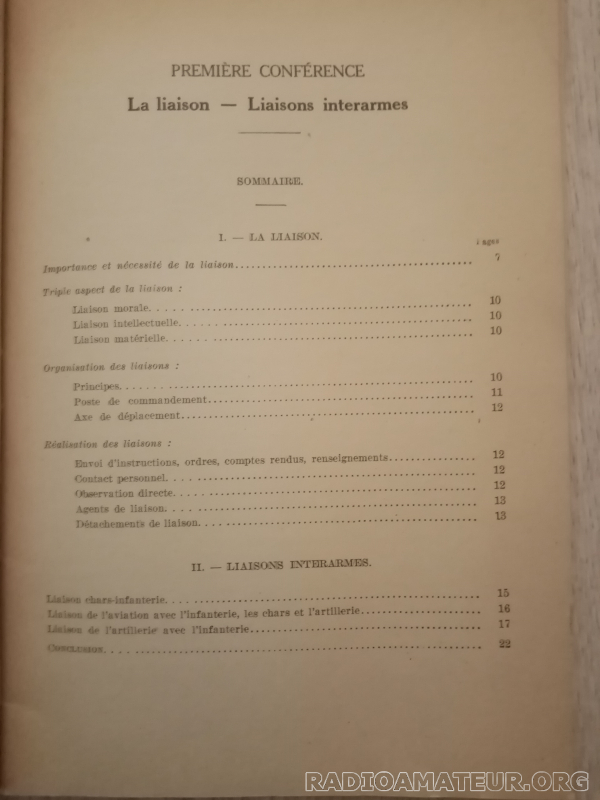 PREMIÈRE CONFÉRENCE
La liaison — Liaisons interarmes
SOMMAIRE.
I. — LA LIAISON.
Pages
Importance et nécessité de la liaison........................................ 7
Triple aspect de la liaison :
Liaison morale........................................ 10
Liaison intellectuelle........................................ 10
Liaison matérielle........................................ 10
Organisation des liaisons :
Principes........................................ 10
Poste de commandement........................................ 11
Axe de déplacement........................................ 12
Réalisation des liaisons :
Envoi d'instructions, ordres, comptes rendus, renseignements............... 12
Contact personnel........................................ 12
Observation directe........................................ 12
Agents de liaison........................................ 13
Détachements de liaison........................................ 13
II. — LIAISONS INTERARMES.
Liaison chars-infanterie........................................ 15
Liaison de l'aviation avec l'infanterie, les chars et l'artillerie.................... 16
Liaison de l'artillerie avec l'infanterie........................................ 17
CONCLUSION........................................ 22
RADIOAMATEUR.ORG